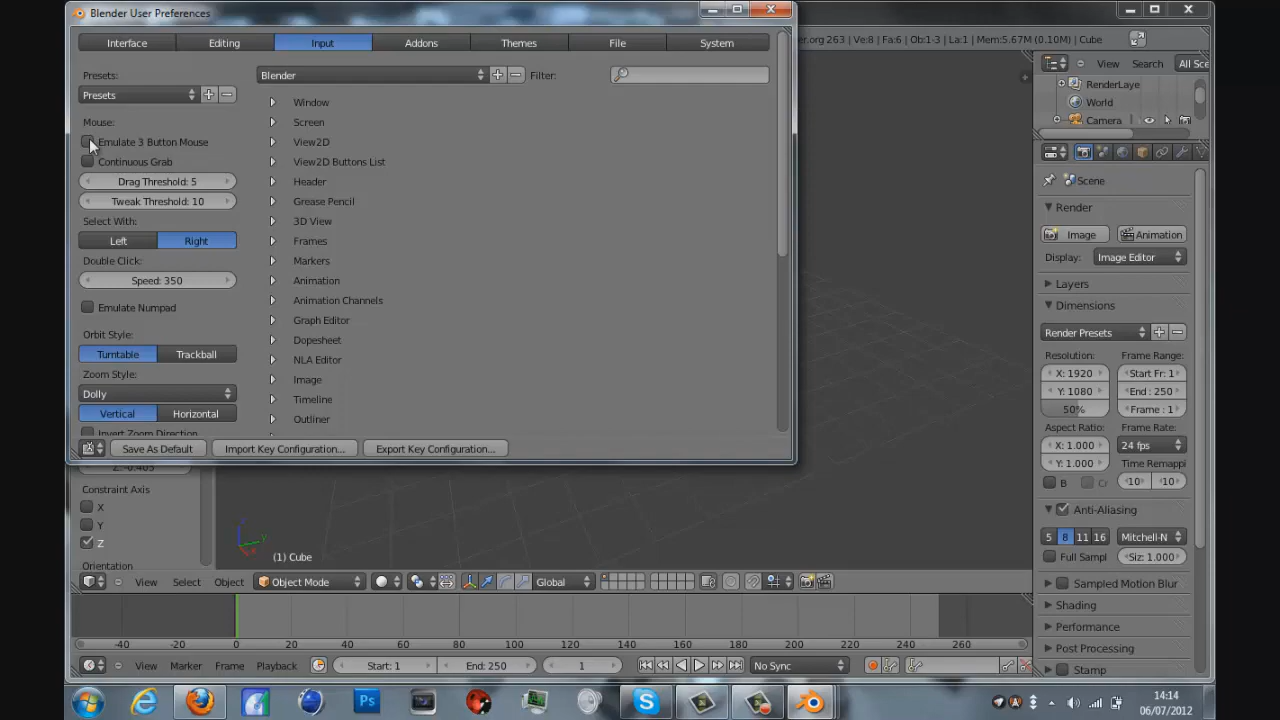 Blender User Preferences
Interface Editing Input Addons Themes File System
er.org 263 | Ve:8 | Fa:6 | Ob:1-3 | La:1 | Mem:5.67M (0.10M) | Cube
View Search All Sce
RenderLaye
World
Camera
Presets:
Presets
Blender
Filter:
Mouse:
Emulate 3 Button Mouse
Continuous Grab
Drag Threshold: 5
Tweak Threshold: 10
Select With:
Left Right
Double Click:
Speed: 350
Emulate Numpad
Orbit Style:
Turntable Trackball
Zoom Style:
Dolly
Vertical Horizontal
Invert Zoom Direction
Window
Screen
View2D
View2D Buttons List
Header
Grease Pencil
3D View
Frames
Markers
Animation
Animation Channels
Graph Editor
Dopesheet
NLA Editor
Image
Timeline
Outliner
Save As Default Import Key Configuration... Export Key Configuration...
Scene
Render
Image Animation
Display: Image Editor
Layers
Dimensions
Render Presets
Resolution: Frame Range:
X: 1920 Start Fr: 1
Y: 1080 End : 250
50% Frame : 1
Aspect Ratio: Frame Rate:
X: 1.000 24 fps
Y: 1.000 Time Remappi
B 10 10
Anti-Aliasing
5 8 11 16 Mitchell-N
Full Sampl Siz: 1.000
Sampled Motion Blur
Shading
Performance
Post Processing
Stamp
Z: -0.405
Constraint Axis
X
Y
Z
Orientation
(1) Cube
View Select Object Object Mode Global
-40 -20 0 20 40 60 80 100 120 140 160 180 200 220 240 260
View Marker Frame Playback Start: 1 End: 250 1 No Sync
Ps
14:14
06/07/2012